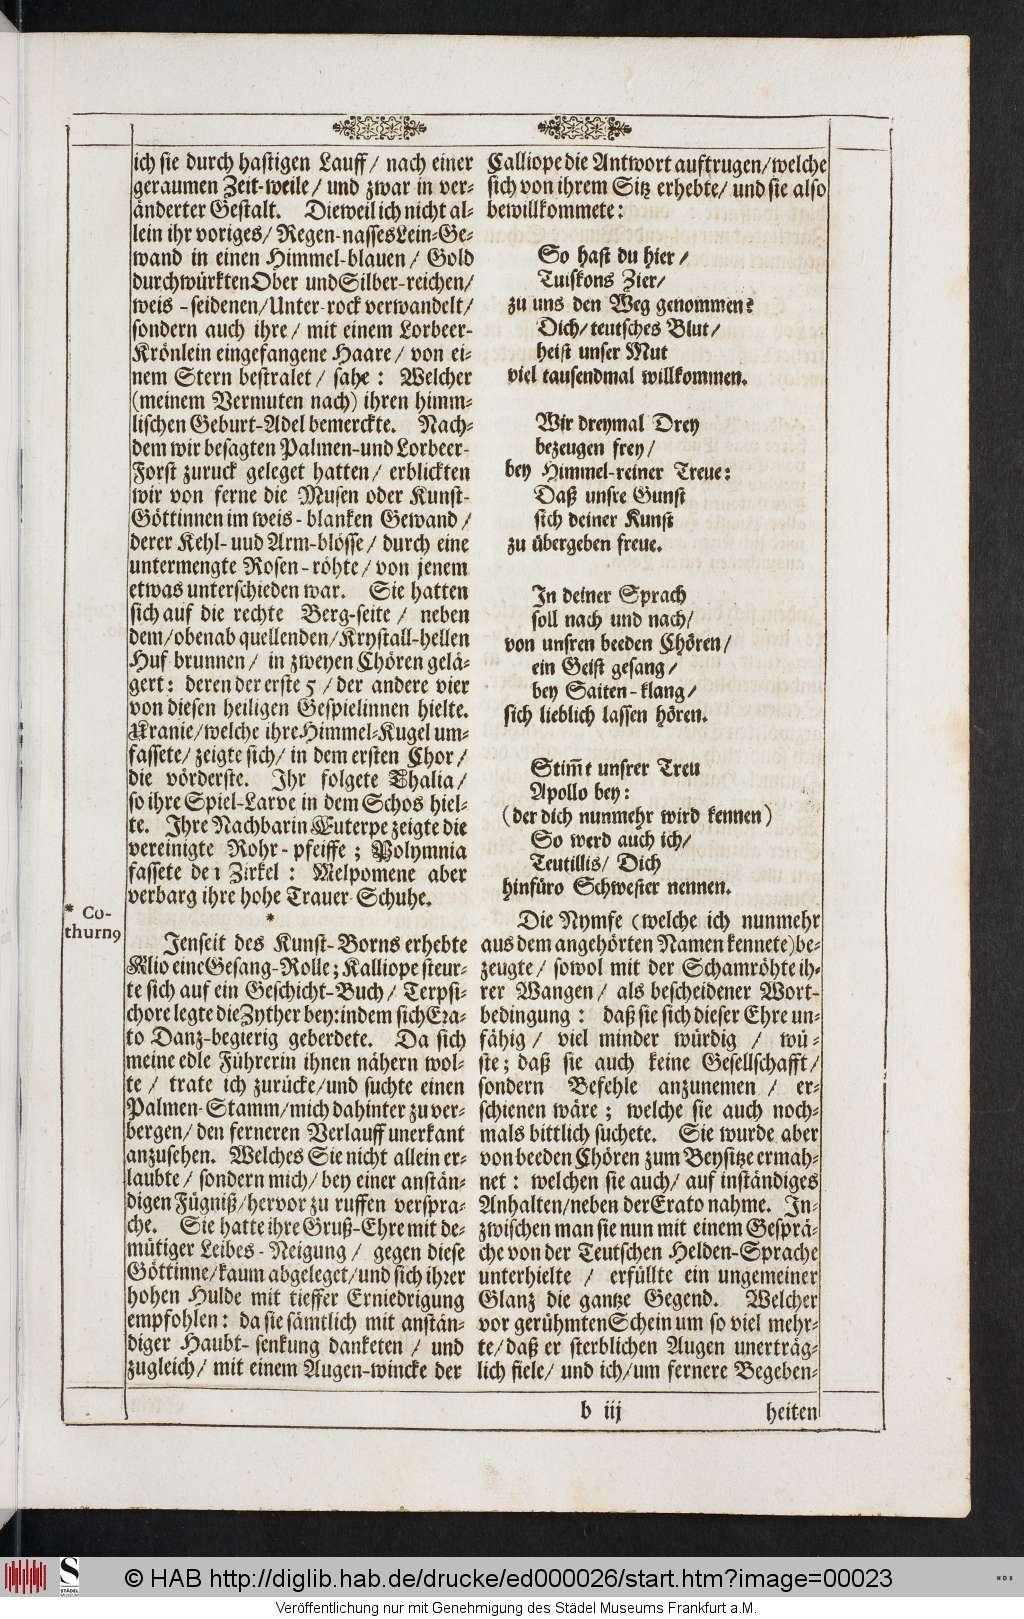 ich sie durch hastigen Lauff/ nach einer
geraumen Zeit-weile/ und zwar in ver-
änderter Gestalt. Dieweil ich nicht al-
lein ihr voriges/ Regen-nasses Lein-Ge-
wand in einen Himmel-blauen/ Gold
durchwürkten Ober und Silber-reichen/
weis-seidenen/ Unter-rock verwandelt/
sondern auch ihre/ mit einem Lorbeer-
Krönlein eingefangene Haare/ von ei-
nem Stern bestralet/ sahe: Welcher
(meinem Vermuten nach) ihren himm-
lischen Geburt-Adel bemerckte. Nach-
dem wir besagten Palmen-und Lorbeer-
Forst zuruck geleget hatten/ erblickten
wir von ferne die Musen oder Kunst-
Göttinnen im weis-blanken Gewand/
derer Kehl-uud Arm-blösse/ durch eine
untermengte Rosen-röhte/ von jenem
etwas unterschieden war. Sie hatten
sich auf die rechte Berg-seite/ neben
dem/ obenab quellenden/ Krystall-hellen
Huf brunnen/ in zweyen Chören gelä-
gert: deren der erste 5/ der andere vier
von diesen heiligen Gespielinnen hielte.
Uranie/ welche ihre Himmel-Kugel um-
fassete/ zeigte sich/ in dem ersten Chor/
die vörderste. Ihr folgete Thalia/
so ihre Spiel-Larve in dem Schos hiel-
te. Ihre Nachbarin Euterpe zeigte die
vereinigte Rohr-pfeiffe; Polymnia
fassete den Zirkel: Melpomene aber
verbarg ihre hohe Trauer-Schuhe.
*
* Co-
thurn9
Jenseit des Kunst-Borns erhebte
Klio eine Gesang-Rolle; Kalliope steur-
te sich auf ein Geschicht-Buch/ Terpsi-
chore legte die Zyther bey: indem sich Era-
to Danz-begierig geberdete. Da sich
meine edle Führerin ihnen nähern wol-
te/ trate ich zurücke/ und suchte einen
Palmen-Stamm/ mich dahinter zu ver-
bergen/ den ferneren Verlauff unerkant
anzusehen. Welches Sie nicht allein er-
laubte/ sondern mich/ bey einer anstän-
digen Fügniß/ hervor zu ruffen verspra-
che. Sie hatte ihre Gruß-Ehre mit de-
mütiger Leibes-Neigung/ gegen diese
Göttinne/ kaum abgeleget/ und sich ihrer
hohen Hulde mit tieffer Erniedrigung
empfohlen: da sie sämtlich mit anstän-
diger Haubt-senkung danketen/ und
zugleich/ mit einem Augen-wincke der
Calliope die Antwort auftrugen/ welche
sich von ihrem Sitz erhebte/ und sie also
bewillkommete:
So hast du hier/
Tuiskons Zier/
zu uns den Weg genommen?
Dich/ teutsches Blut/
heist unser Mut
viel tausendmal willkommen.
Wir dreymal Drey
bezeugen frey/
bey Himmel-reiner Treue:
Daß unsre Gunst
sich deiner Kunst
zu übergeben freue.
In deiner Sprach
soll nach und nach/
von unsren beeden Chören/
ein Geist gesang/
bey Saiten-klang/
sich lieblich lassen hören.
Stimt̄ unsrer Treu
Apollo bey:
(der dich nunmehr wird kennen)
So werd auch ich/
Teutillis/ Dich
hinfüro Schwester nennen.
Die Nymfe (welche ich nunmehr
aus dem angehörten Namen kennete) be-
zeugte/ sowol mit der Schamröhte ih-
rer Wangen/ als bescheidener Wort-
bedingung: daß sie sich dieser Ehre un-
fähig/ viel minder würdig/ wü-
ste; daß sie auch keine Gesellschafft/
sondern Befehle anzunemen/ er-
schienen wäre; welche sie auch noch-
mals bittlich suchete. Sie wurde aber
von beeden Chören zum Beysitze ermah-
net: welchen sie auch/ auf inständiges
Anhalten/ neben der Erato nahme. In-
zwischen man sie nun mit einem Gesprä-
che von der Teutschen Helden-Sprache
unterhielte/ erfüllte ein ungemeiner
Glanz die gantze Gegend. Welcher
vor gerühmten Schein um so viel mehr-
te/ daß er sterblichen Augen unerträg-
lich fiele/ und ich/ um fernere Begeben-
b iij
heiten
© HAB http://diglib.hab.de/drucke/ed000026/start.htm?image=00023
STÄDEL
MUSEUM
Veröffentlichung nur mit Genehmigung des Städel Museums Frankfurt a.M.